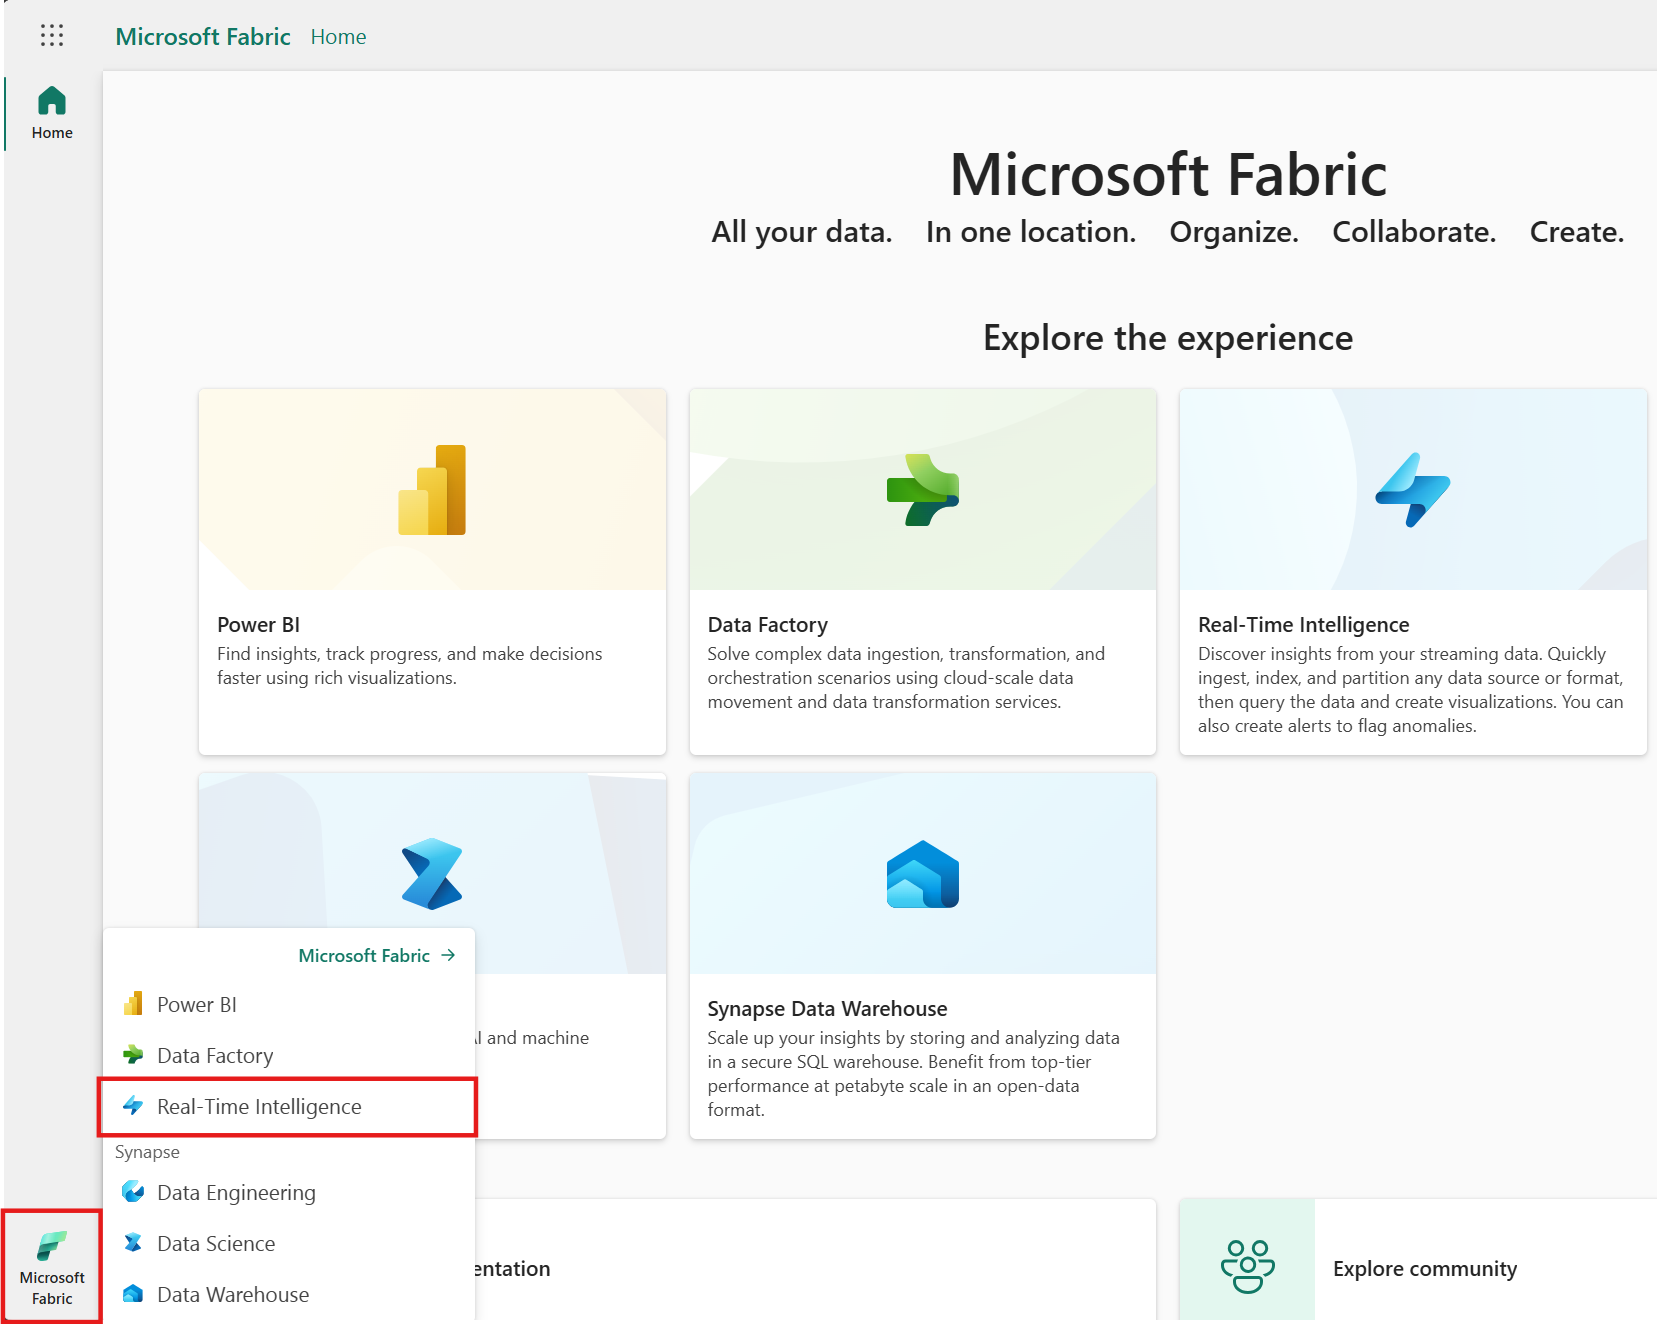 Microsoft Fabric Home
Home
Microsoft Fabric
All your data. In one location. Organize. Collaborate. Create.
Explore the experience
Power BI
Find insights, track progress, and make decisions
faster using rich visualizations.
Data Factory
Solve complex data ingestion, transformation, and
orchestration scenarios using cloud-scale data
movement and data transformation services.
Real-Time Intelligence
Discover insights from your streaming data. Quickly
ingest, index, and partition any data source or format,
then query the data and create visualizations. You can
also create alerts to flag anomalies.
and machine
Synapse Data Warehouse
Scale up your insights by storing and analyzing data
in a secure SQL warehouse. Benefit from top-tier
performance at petabyte scale in an open-data
format.
Microsoft Fabric
Power BI
Data Factory
Real-Time Intelligence
Synapse
Data Engineering
Data Science
Data Warehouse
Microsoft
Fabric
entation
Explore community